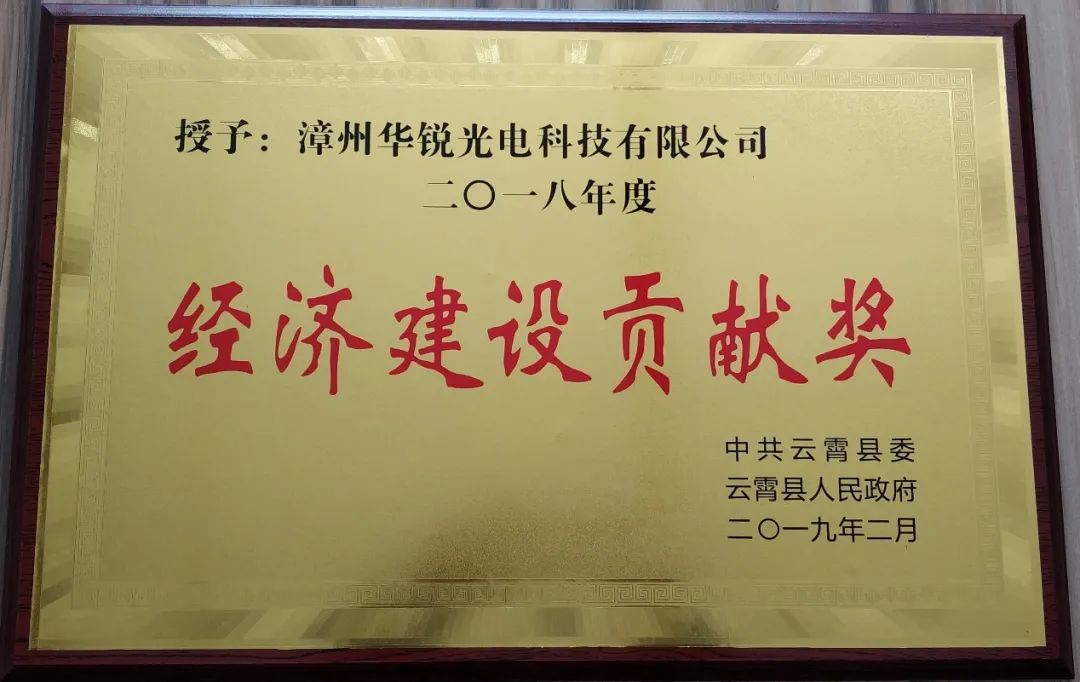 授予：漳州华锐光电科技有限公司
二〇一八年度
经济建设贡献奖
中共云霄县委
云霄县人民政府
二〇一九年二月